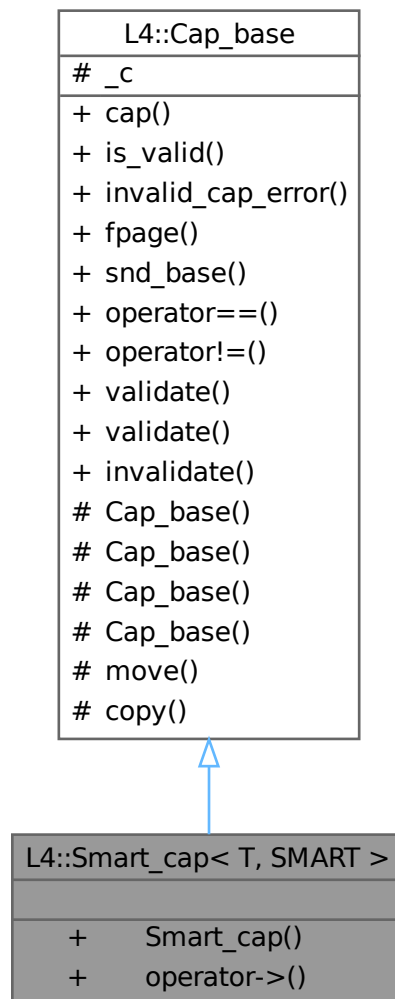 L4::Cap_base
# _c
+ cap()
+ is_valid()
+ invalid_cap_error()
+ fpage()
+ snd_base()
+ operator==()
+ operator!=()
+ validate()
+ validate()
+ invalidate()
# Cap_base()
# Cap_base()
# Cap_base()
# Cap_base()
# move()
# copy()
L4::Smart_cap< T, SMART >
+ Smart_cap()
+ operator->()